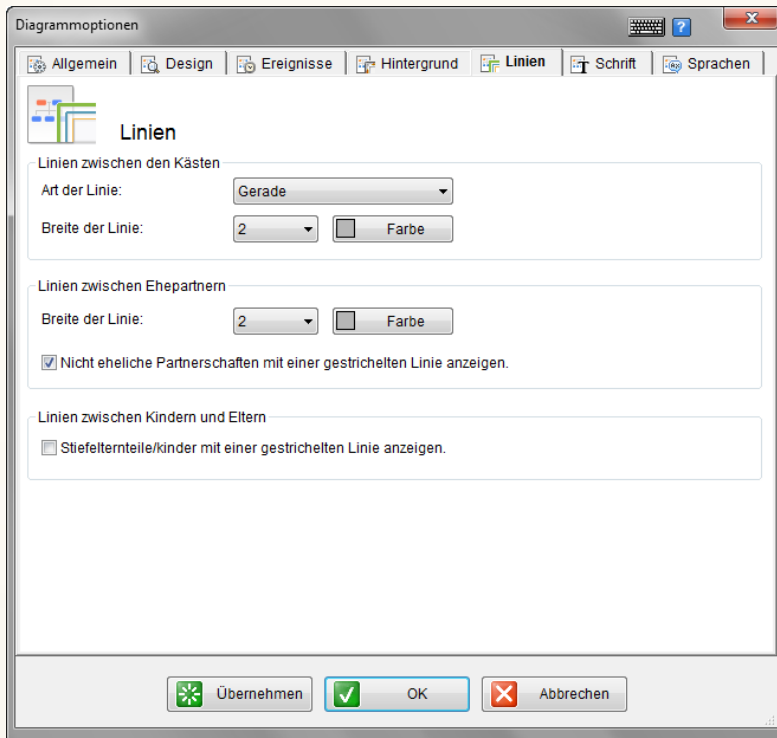 Diagrammoptionen
?
Allgemein Design Ereignisse Hintergrund Linien Schrift Sprachen
Linien
Linien zwischen den Kästen
Art der Linie: Gerade
Breite der Linie: 2 Farbe
Linien zwischen Ehepartnern
Breite der Linie: 2 Farbe
Nicht eheliche Partnerschaften mit einer gestrichelten Linie anzeigen.
Linien zwischen Kindern und Eltern
Stiefelternteile/kinder mit einer gestrichelten Linie anzeigen.
Übernehmen OK Abbrechen